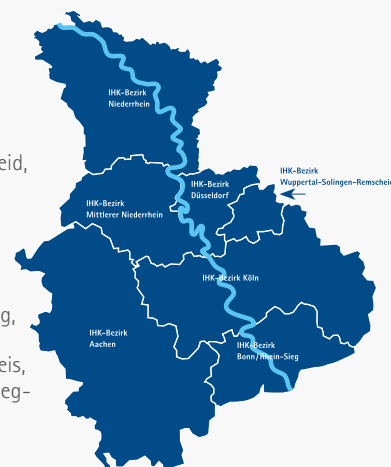 IHK-Bezirk
Niederrhein
eid,
IHK-Bezirk
Düsseldorf
IHK-Bezirk
Wuppertal-Solingen-Remscheid
IHK-Bezirk
Mittlerer Niederrhein
IHK-Bezirk Köln
g,
IHK-Bezirk
Aachen
IHK-Bezirk
Bonn/Rhein-Sieg
eis,
eg-